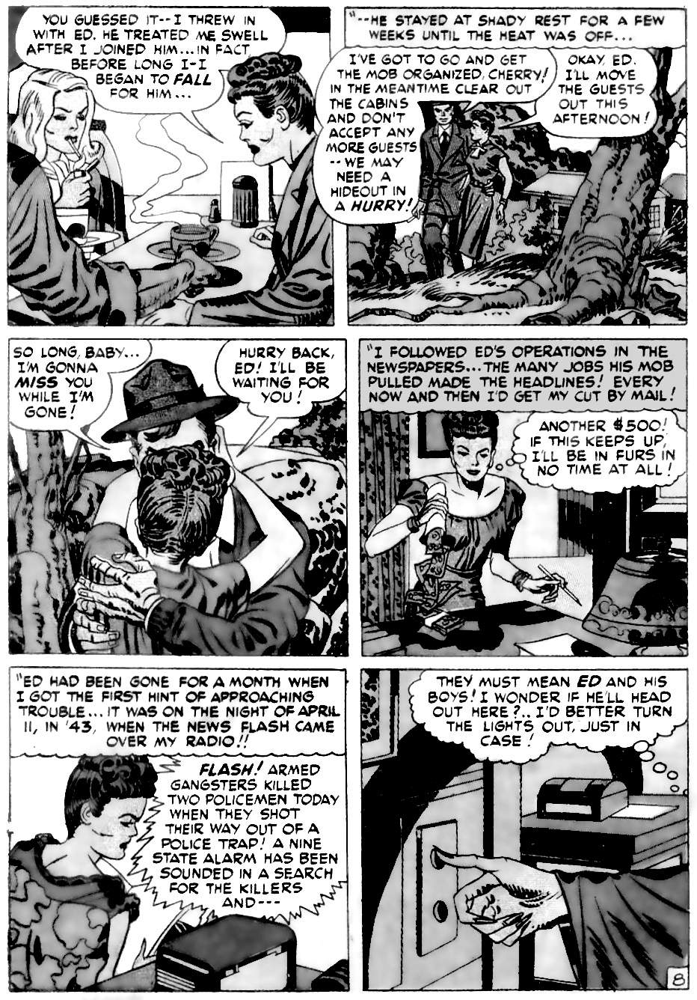 YOU GUESSED IT--I THREW IN
WITH ED. HE TREATED ME SWELL
AFTER I JOINED HIM...IN FACT,
BEFORE LONG I-I
BEGAN TO FALL
FOR HIM...
"--HE STAYED AT SHADY REST FOR A FEW
WEEKS UNTIL THE HEAT WAS OFF...
I'VE GOT TO GO AND GET
THE MOB ORGANIZED, CHERRY!
IN THE MEANTIME CLEAR OUT
THE CABINS
AND DON'T
ACCEPT ANY
MORE GUESTS
--WE MAY
NEED A
HIDEOUT IN
A HURRY!
OKAY, ED.
I'LL MOVE
THE GUESTS
OUT THIS
AFTERNOON!
SO LONG, BABY...
I'M GONNA
MISS YOU
WHILE I'M
GONE!
HURRY BACK,
ED! I'LL BE
WAITING FOR
YOU!
"I FOLLOWED ED'S OPERATIONS IN THE
NEWSPAPERS...THE MANY JOBS HIS MOB
PULLED MADE THE HEADLINES! EVERY
NOW AND THEN I'D GET MY CUT BY MAIL!
ANOTHER $500!
IF THIS KEEPS UP,
I'LL BE IN FURS IN
NO TIME AT ALL!
"ED HAD BEEN GONE FOR A MONTH WHEN
I GOT THE FIRST HINT OF APPROACHING
TROUBLE...IT WAS ON THE NIGHT OF APRIL
11, IN '43, WHEN THE NEWS FLASH CAME
OVER MY RADIO!!
FLASH! ARMED
GANGSTERS KILLED
TWO POLICEMEN TODAY
WHEN THEY SHOT
THEIR WAY OUT OF A
POLICE TRAP! A NINE
STATE ALARM HAS BEEN
SOUNDED IN A SEARCH
FOR THE KILLERS
AND---
THEY MUST MEAN ED AND HIS
BOYS! I WONDER IF HE'LL HEAD
OUT HERE?.. I'D BETTER TURN
THE LIGHTS OUT, JUST IN
CASE!
8